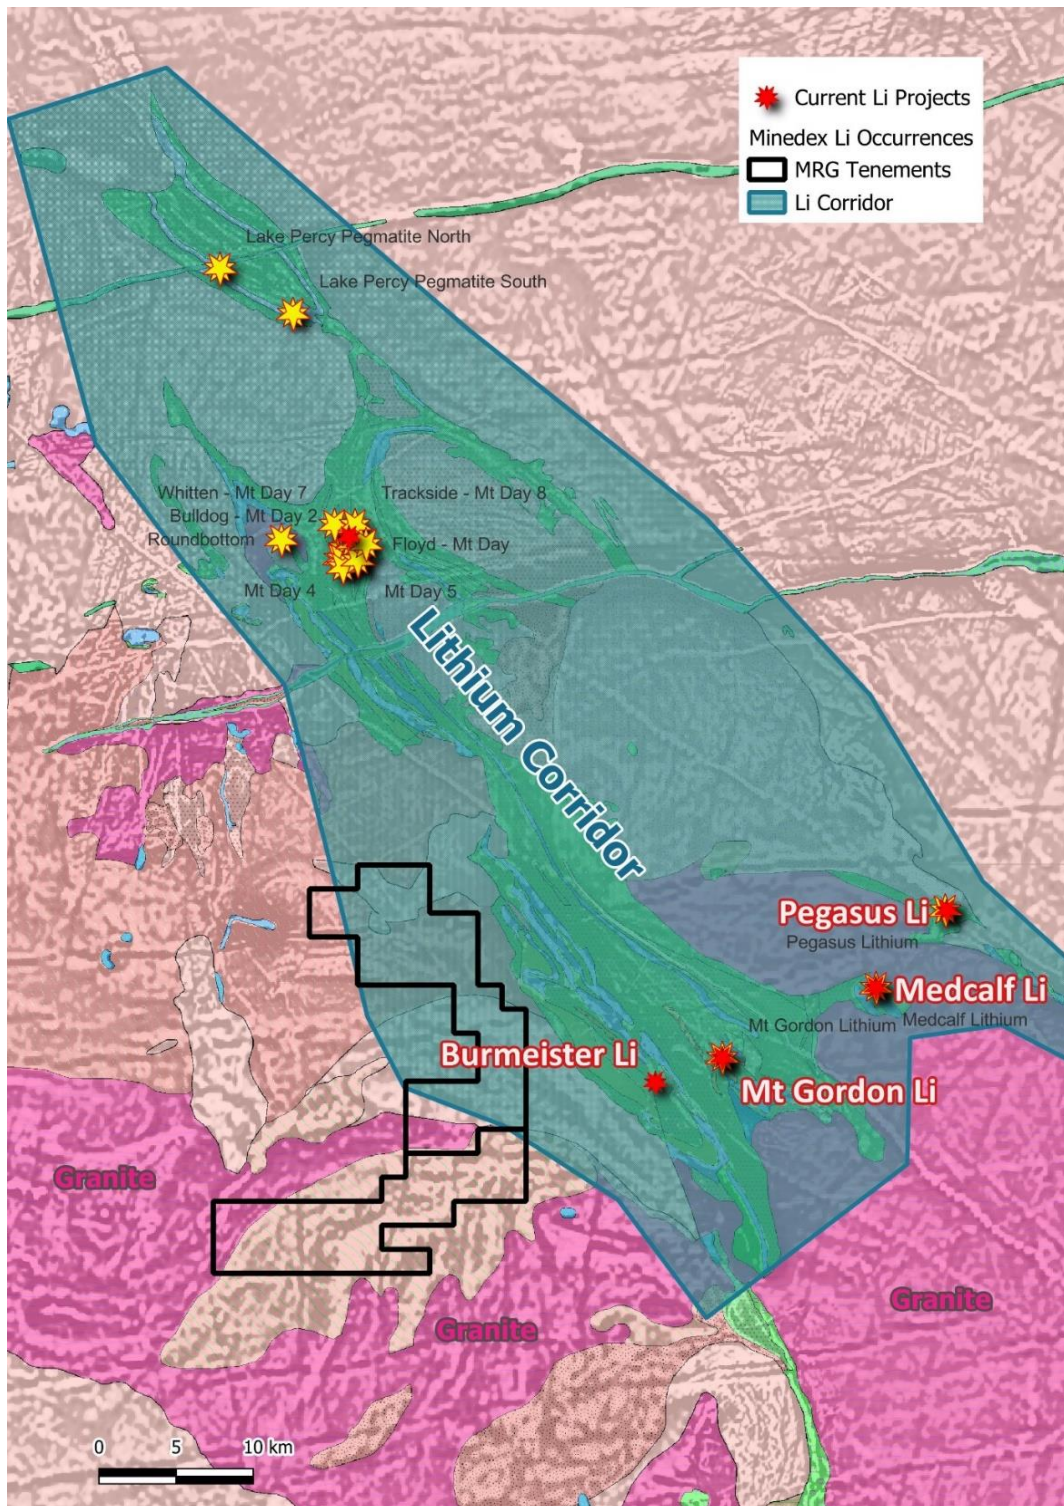 Current Li Projects
Minedex Li Occurrences
MRG Tenements
Li Corridor
Lake Percy Pegmatite North
Lake Percy Pegmatite South
Whitten - Mt Day 7
Trackside - Mt Day 8
Bulldog - Mt Day 2
Roundbottom
Floyd - Mt Day
Mt Day 4
Mt Day 5
Lithium Corridor
Pegasus Li
Pegasus Lithium
Medcalf Li
Mt Gordon Lithium
Medcalf Lithium
Burmeister Li
Mt Gordon Li
Granite
Granite
Granite
0 5 10 km